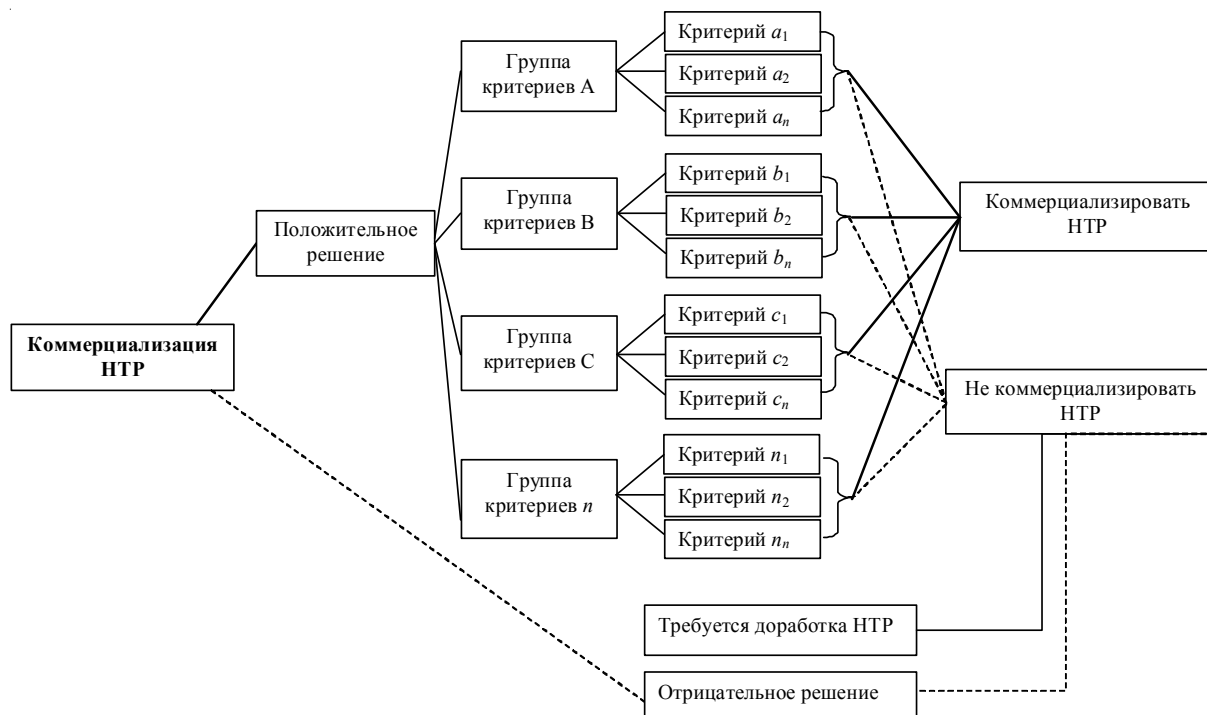 Коммерциализация
НТР
Положительное
решение
Группа
критериев А
Критерий a1
Критерий a2
Критерий an
Группа
критериев В
Критерий b1
Критерий b2
Критерий bn
Группа
критериев С
Критерий c1
Критерий c2
Критерий cn
Группа
критериев n
Критерий n1
Критерий n2
Критерий nn
Коммерциализировать
НТР
Не коммерциализировать
НТР
Требуется доработка НТР
Отрицательное решение